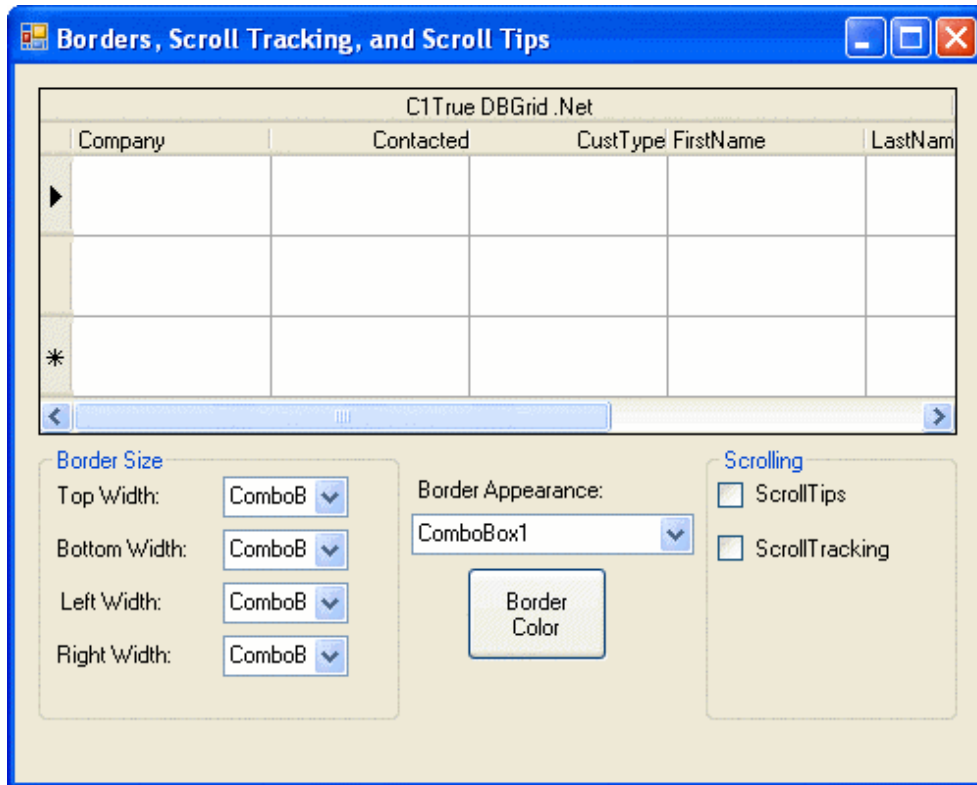 Borders, Scroll Tracking, and Scroll Tips
C1True DBGrid .Net
Company Contacted CustType FirstName LastNam
Border Size
Top Width: ComboB
Bottom Width: ComboB
Left Width: ComboB
Right Width: ComboB
Border Appearance:
ComboBox1
Border
Color
Scrolling
ScrollTips
ScrollTracking